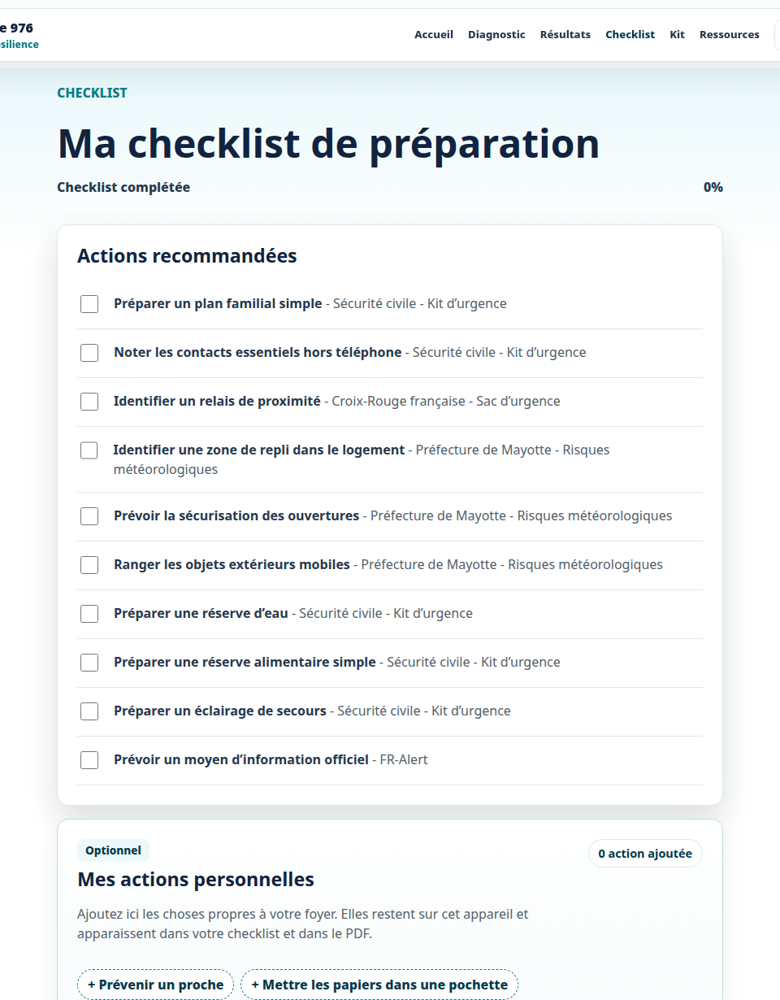 e 976
silience
Accueil Diagnostic Résultats Checklist Kit Ressources
CHECKLIST
Ma checklist de préparation
Checklist complétée 0%
Actions recommandées
Préparer un plan familial simple - Sécurité civile - Kit d’urgence
Noter les contacts essentiels hors téléphone - Sécurité civile - Kit d’urgence
Identifier un relais de proximité - Croix-Rouge française - Sac d’urgence
Identifier une zone de repli dans le logement - Préfecture de Mayotte - Risques
météorologiques
Prévoir la sécurisation des ouvertures - Préfecture de Mayotte - Risques météorologiques
Ranger les objets extérieurs mobiles - Préfecture de Mayotte - Risques météorologiques
Préparer une réserve d’eau - Sécurité civile - Kit d’urgence
Préparer une réserve alimentaire simple - Sécurité civile - Kit d’urgence
Préparer un éclairage de secours - Sécurité civile - Kit d’urgence
Prévoir un moyen d’information officiel - FR-Alert
Optionnel
0 action ajoutée
Mes actions personnelles
Ajoutez ici les choses propres à votre foyer. Elles restent sur cet appareil et
apparaissent dans votre checklist et dans le PDF.
+ Prévenir un proche + Mettre les papiers dans une pochette